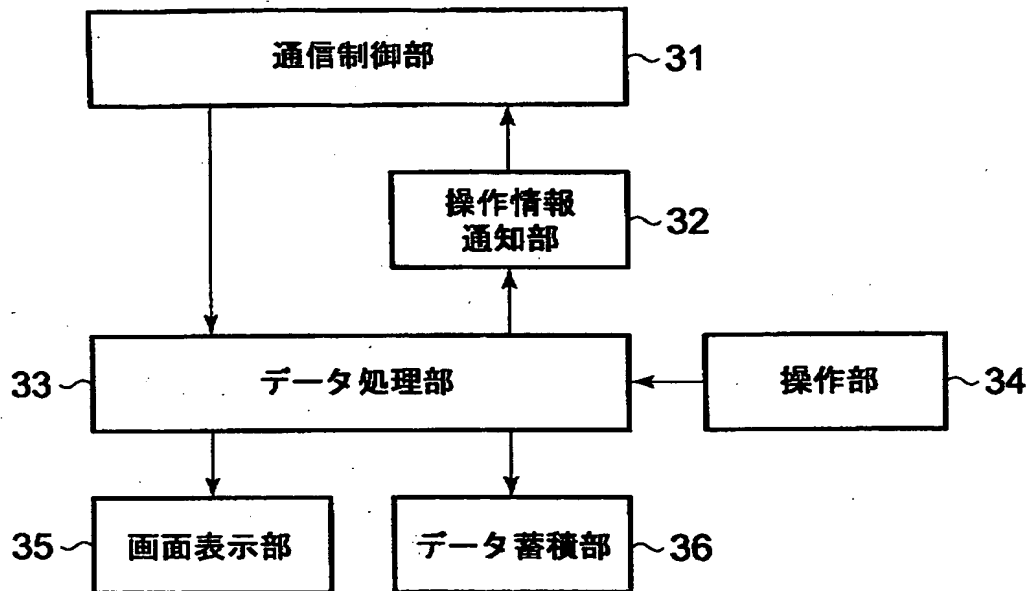 通信制御部
31
操作情報
通知部
32
33
データ処理部
操作部
34
35
画面表示部
データ蓄積部
36